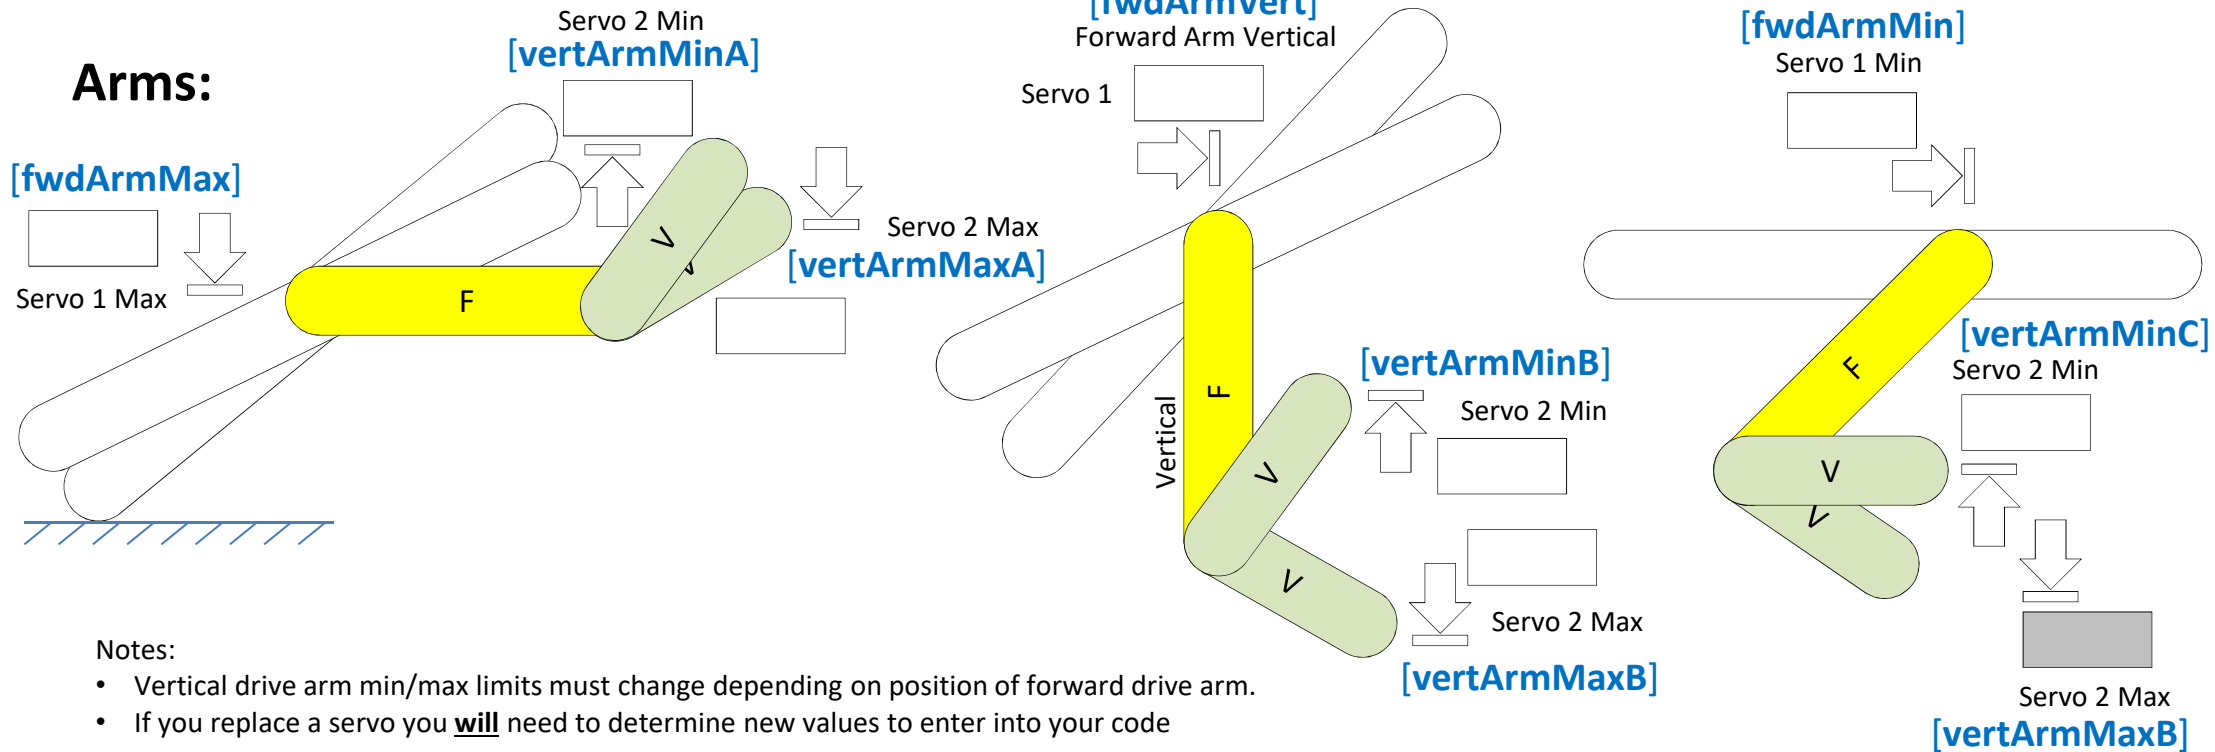 Arms:
[fwdArmMax]
Servo 1 Max
Servo 2 Min
[vertArmMinA]
F
V
V
Servo 2 Max
[vertArmMaxA]
[fwdArmVert]
Forward Arm Vertical
Servo 1
Vertical
F
V
V
[vertArmMinB]
Servo 2 Min
Servo 2 Max
[vertArmMaxB]
[fwdArmMin]
Servo 1 Min
F
V
V
[vertArmMinC]
Servo 2 Min
Servo 2 Max
[vertArmMaxB]
Notes:
• Vertical drive arm min/max limits must change depending on position of forward drive arm.
• If you replace a servo you will need to determine new values to enter into your code